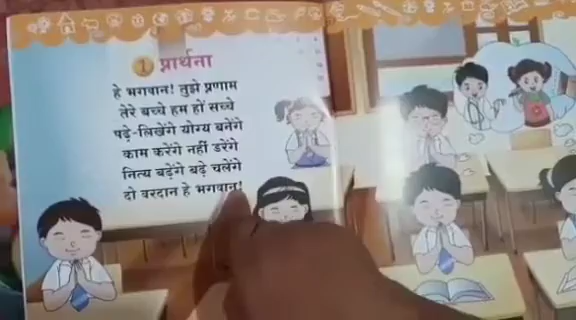 1 प्रार्थना
हे भगवान! तुझे प्रणाम
तेरे बच्चे हम हों सच्चे
पढ़े-लिखेंगे योग्य बनेंगे
काम करेंगे नहीं डरेंगे
नित्य बढ़ेंगे बढ़े चलेंगे
दो वरदान हे भगवान!